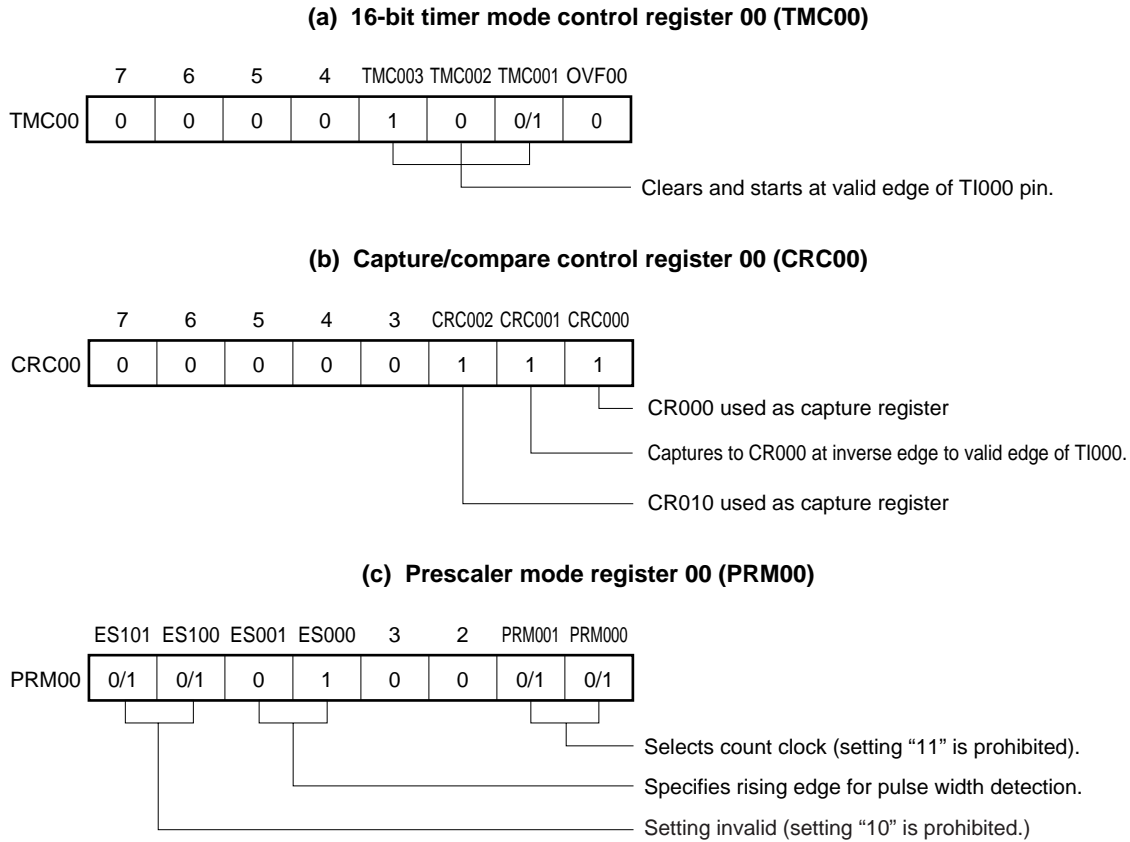 (a) 16-bit timer mode control register 00 (TMC00)
7 6 5 4 TMC003 TMC002 TMC001 OVF00
TMC00 0 0 0 0 1 0 0/1 0
Clears and starts at valid edge of TI000 pin.
(b) Capture/compare control register 00 (CRC00)
7 6 5 4 3 CRC002 CRC001 CRC000
CRC00 0 0 0 0 0 1 1 1
CR000 used as capture register
Captures to CR000 at inverse edge to valid edge of TI000.
CR010 used as capture register
(c) Prescaler mode register 00 (PRM00)
ES101 ES100 ES001 ES000 3 2 PRM001 PRM000
PRM00 0/1 0/1 0 1 0 0 0/1 0/1
Selects count clock (setting “11” is prohibited).
Specifies rising edge for pulse width detection.
Setting invalid (setting “10” is prohibited.)